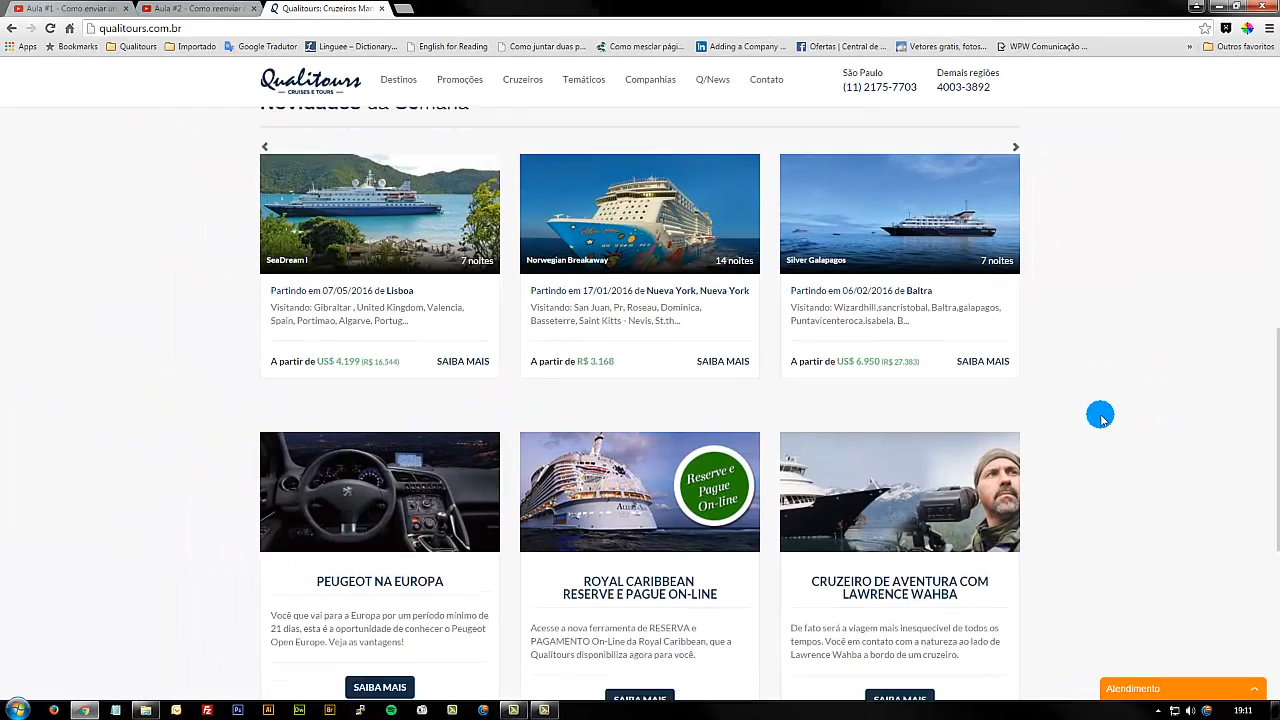 Aula #1 - Como enviar un
Aula #2 - Como reenviar a
Qualitours: Cruzeiros Mar
qualitours.com.br
Apps
Bookmarks
Qualitours
Importado
Google Tradutor
Linguee – Dictionary...
English for Reading
Como juntar duas p...
Como mesclar pág...
Adding a Company ...
Ofertas | Central de ...
Vetores gratis, fotos...
WPW Comunicação ...
»
Outros favoritos
Qualitours
CRUISES E TOURS
Destinos
Promoções
Cruzeiros
Temáticos
Companhias
Q/News
Contato
São Paulo
(11) 2175-7703
Demais regiões
4003-3892
Novidades da Semana
SeaDream I
7 noites
Partindo em 07/05/2016 de Lisboa
Visitando: Gibraltar , United Kingdom, Valencia,
Spain, Portimao, Algarve, Portug...
A partir de US$ 4.199 (R$ 16.544)
SAIBA MAIS
Norwegian Breakaway
14 noites
Partindo em 17/01/2016 de Nueva York, Nueva York
Visitando: San Juan, Pr, Roseau, Dominica,
Basseterre, Saint Kitts - Nevis, St.th...
A partir de R$ 3.168
SAIBA MAIS
Silver Galapagos
7 noites
Partindo em 06/02/2016 de Baltra
Visitando: Wizardhill,sancristobal, Baltra,galapagos,
Puntavicenteroca,isabela, B...
A partir de US$ 6.950 (R$ 27.383)
SAIBA MAIS
PEUGEOT NA EUROPA
Você que vai para a Europa por um período mínimo de
21 dias, esta é a oportunidade de conhecer o Peugeot
Open Europe. Veja as vantagens!
SAIBA MAIS
Reserve e
Pague
On-line
ROYAL CARIBBEAN
RESERVE E PAGUE ON-LINE
Acesse a nova ferramenta de RESERVA e
PAGAMENTO On-Line da Royal Caribbean, que a
Qualitours disponibiliza agora para você.
SAIBA MAIS
CRUZEIRO DE AVENTURA COM
LAWRENCE WAHBA
De fato será a viagem mais inesquecível de todos os
tempos. Você em contato com a natureza ao lado de
Lawrence Wahba a bordo de um cruzeiro.
SAIBA MAIS
Atendimento
19:11